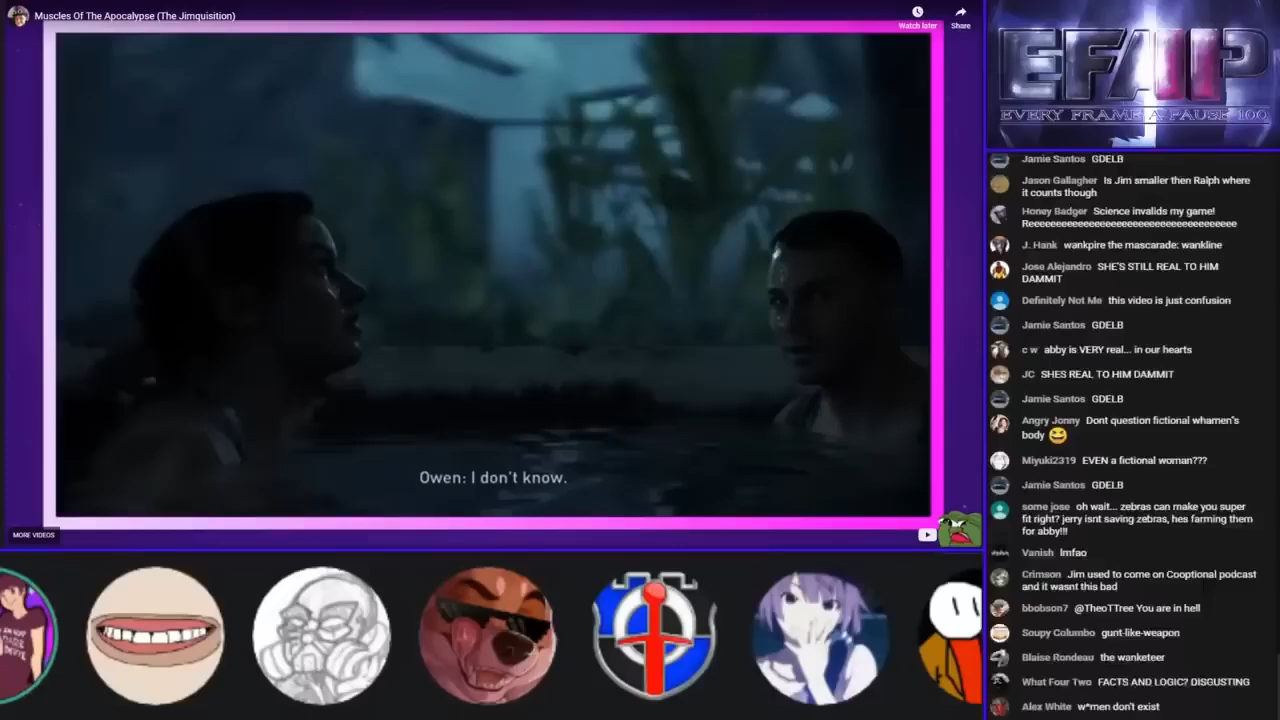 Muscles Of The Apocalypse (The Jimquisition)
Watch later
Share
Owen: I don't know.
MORE VIDEOS
EFAP
EVERY FRAME A PAUSE 100
Jamie Santos GDELB
Jason Gallagher Is Jim smaller then Ralph where
it counts though
Honey Badger Science invalids my game!
Reeeeeeeeeeeeeeeeeeeeeeeeeeeeeeeeeeee
J. Hank wankpire the mascarade: wankline
Jose Alejandro SHE'S STILL REAL TO HIM
DAMMIT
Definitely Not Me this video is just confusion
Jamie Santos GDELB
c w abby is VERY real... in our hearts
JC SHES REAL TO HIM DAMMIT
Jamie Santos GDELB
Angry Jonny Dont question fictional whamen's
body 😆
Miyuki2319 EVEN a fictional woman???
Jamie Santos GDELB
some jose oh wait... zebras can make you super
fit right? jerry isnt saving zebras, hes farming them
for abby!!!
Vanish lmfao
Crimson Jim used to come on Cooptional podcast
and it wasnt this bad
bbobson7 @TheoTTree You are in hell
Soupy Columbo gunt-like-weapon
Blaise Rondeau the wanketeer
What Four Two FACTS AND LOGIC? DISGUSTING
Alex White w*men don't exist